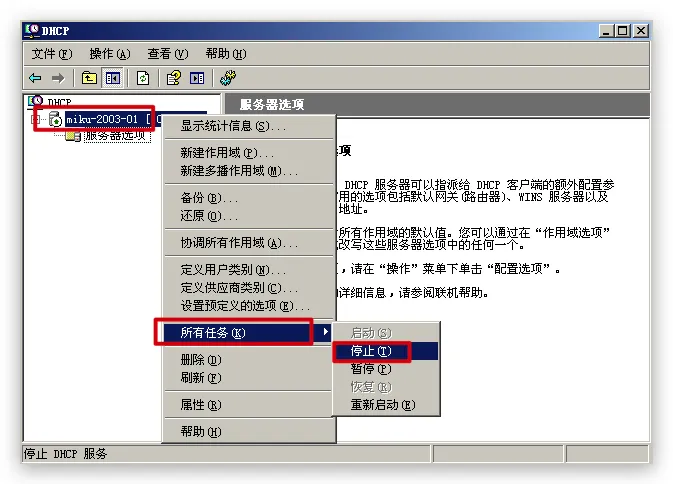 DHCP
文件(F) 操作(A) 查看(V) 帮助(H)
DHCP
miku-2003-01 [
服务器选项
服务器选项
显示统计信息(S)...
新建作用域(P)...
新建多播作用域(M)...
备份(B)...
还原(O)...
协调所有作用域(A)...
定义用户类别(N)...
定义供应商类别(C)...
设置预定义的选项(E)...
所有任务(K)
删除(D)
刷新(F)
属性(R)
帮助(H)
启动(S)
停止(T)
暂停(P)
恢复(R)
重新启动(E)
项
DHCP 服务器可以指派给 DHCP 客户端的额外配置参
用的选项包括默认网关(路由器)、WINS 服务器以及
地址。
所有作用域的默认值。您可以通过在“作用域选项”
改写这些服务器选项中的任何一个。
,请在“操作”菜单下单击“配置选项”。
详细信息,请参阅联机帮助。
停止 DHCP 服务